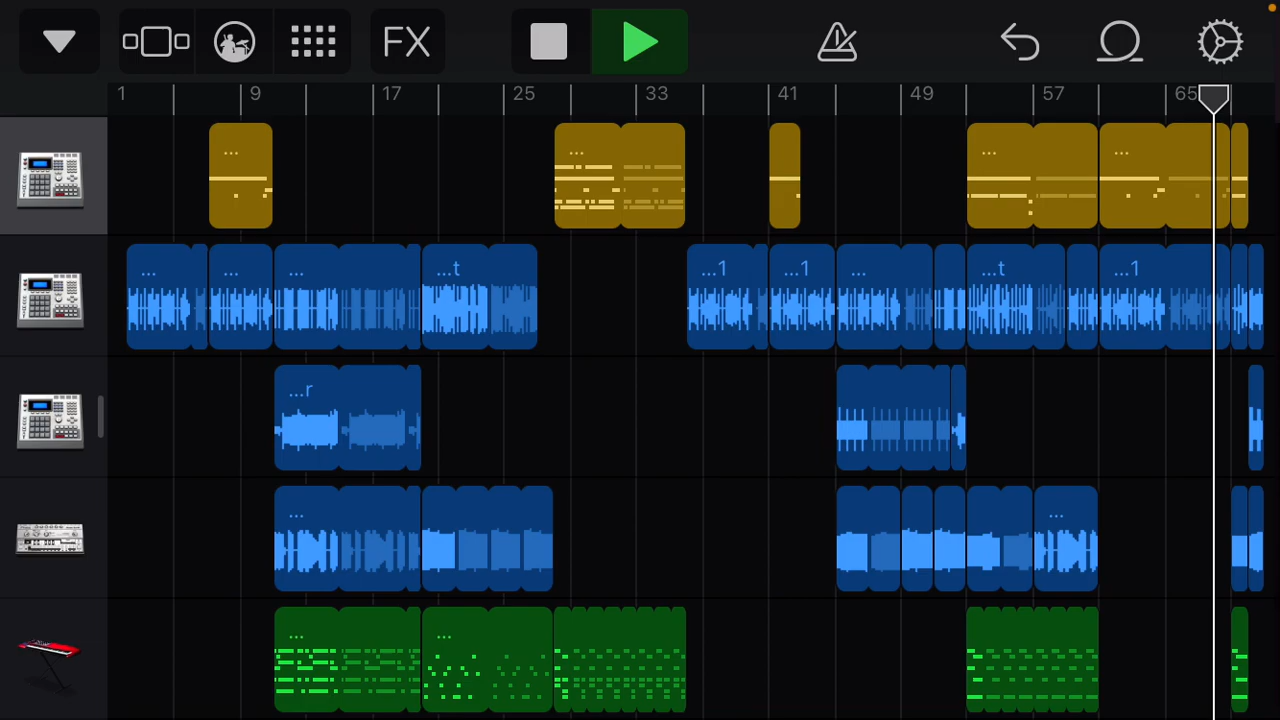 FX
1 9 17 25 33 41 49 57 65
... ... ... ... ...
... ... ... ...t ...1 ...1 ... ...t ...1
...r
... ...
... ...